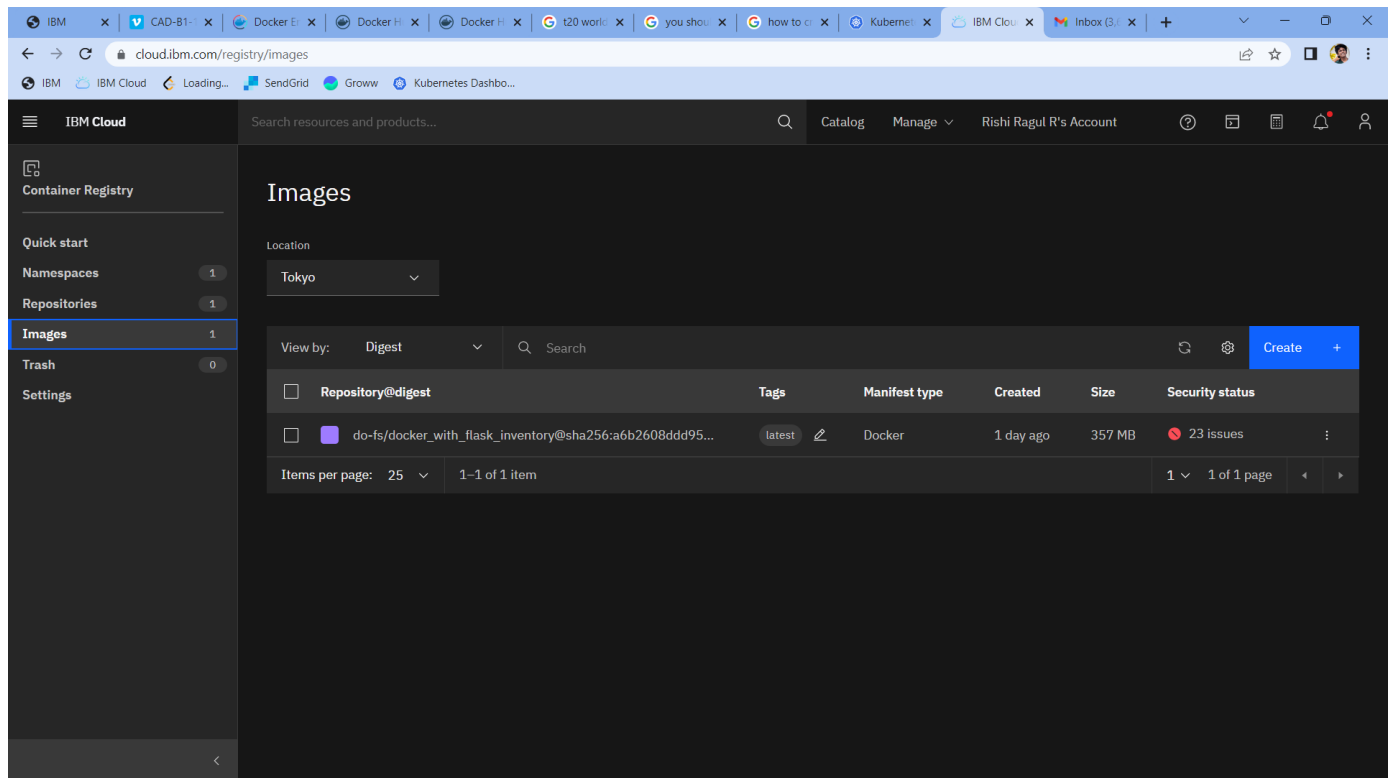 IBM CAD-B1- Docker E Docker H Docker H t20 world you shou how to cr Kubernet IBM Clou Inbox (3,
cloud.ibm.com/registry/images
IBM IBM Cloud Loading... SendGrid Groww Kubernetes Dashbo...
IBM Cloud Search resources and products... Catalog Manage Rishi Ragul R's Account
Container Registry
Images
Quick start
Location
Namespaces 1
Tokyo
Repositories 1
Images 1
View by: Digest Search Create +
Trash 0
Settings
Repository@digest Tags Manifest type Created Size Security status
do-fs/docker_with_flask_inventory@sha256:a6b2608ddd95... latest Docker 1 day ago 357 MB 23 issues
Items per page: 25 1–1 of 1 item 1 1 of 1 page